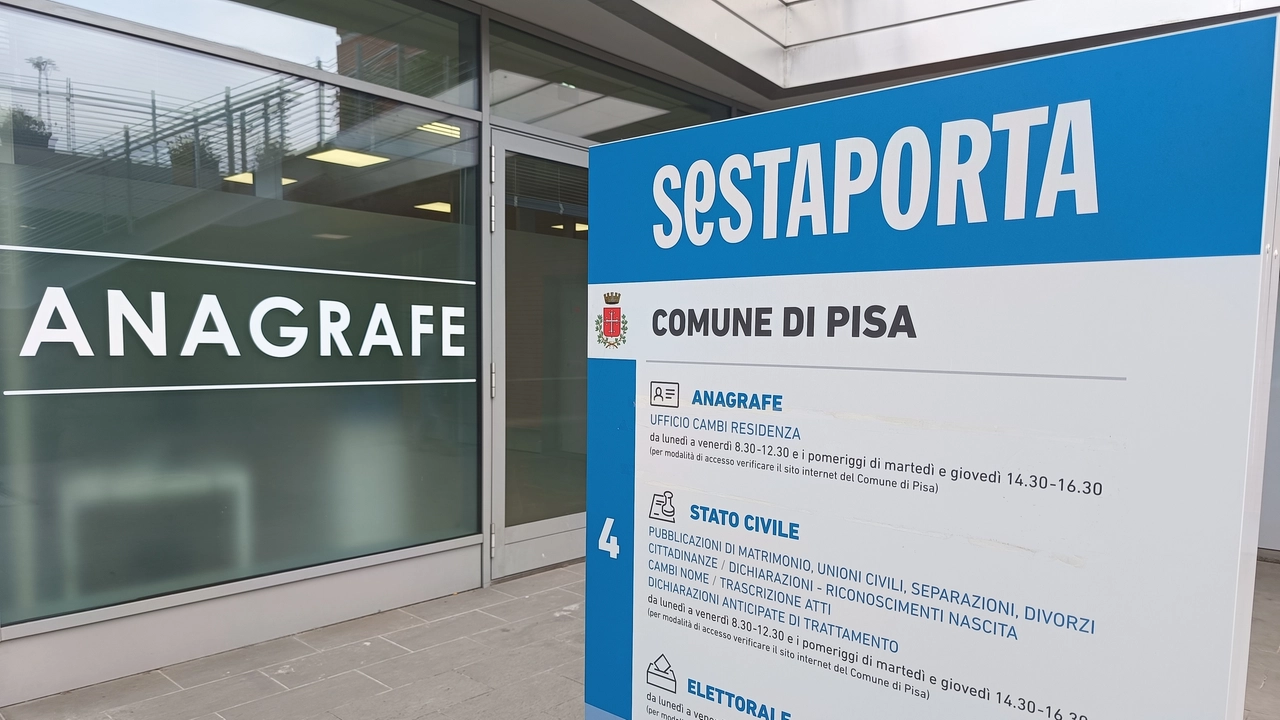 ANAGRAFE
SeSTAPORTA
COMUNE DI PISA
ANAGRAFE
UFFICIO CAMBI RESIDENZA
da lunedì a venerdì 8.30-12.30 e i pomeriggi di martedì e giovedì 14.30-16.30
(per modalità di accesso verificare il sito internet del Comune di Pisa)
4
STATO CIVILE
PUBBLICAZIONI DI MATRIMONIO, UNIONI CIVILI, SEPARAZIONI, DIVORZI
CITTADINANZE / DICHIARAZIONI - RICONOSCIMENTI NASCITA
CAMBI NOME / TRASCRIZIONE ATTI
DICHIARAZIONI ANTICIPATE DI TRATTAMENTO
da lunedì a venerdì 8.30-12.30 e i pomeriggi di martedì e giovedì 14.30-16.30
(per modalità di accesso verificare il sito internet del Comune di Pisa)
ELETTORALE
da lunedì a